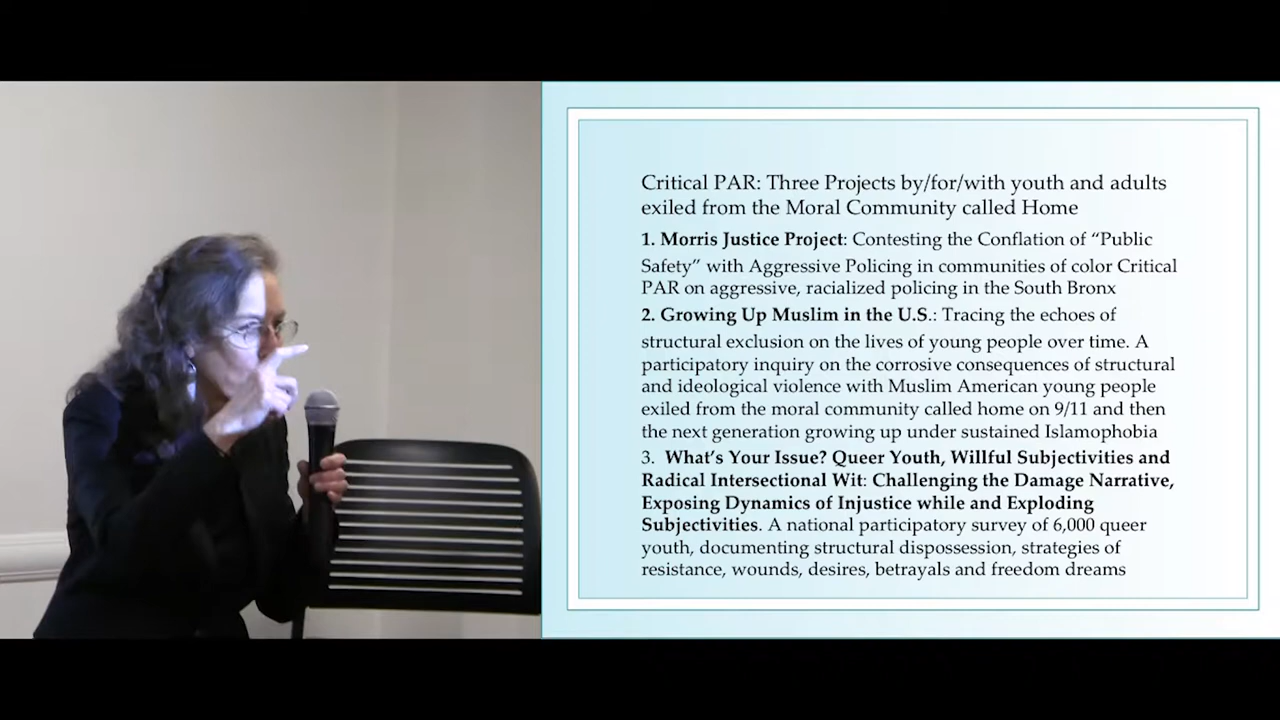 Critical PAR: Three Projects by/for/with youth and adults
exiled from the Moral Community called Home
1. Morris Justice Project: Contesting the Conflation of “Public
Safety” with Aggressive Policing in communities of color Critical
PAR on aggressive, racialized policing in the South Bronx
2. Growing Up Muslim in the U.S.: Tracing the echoes of
structural exclusion on the lives of young people over time. A
participatory inquiry on the corrosive consequences of structural
and ideological violence with Muslim American young people
exiled from the moral community called home on 9/11 and then
the next generation growing up under sustained Islamophobia
3. What’s Your Issue? Queer Youth, Willful Subjectivities and
Radical Intersectional Wit: Challenging the Damage Narrative,
Exposing Dynamics of Injustice while and Exploding
Subjectivities. A national participatory survey of 6,000 queer
youth, documenting structural dispossession, strategies of
resistance, wounds, desires, betrayals and freedom dreams